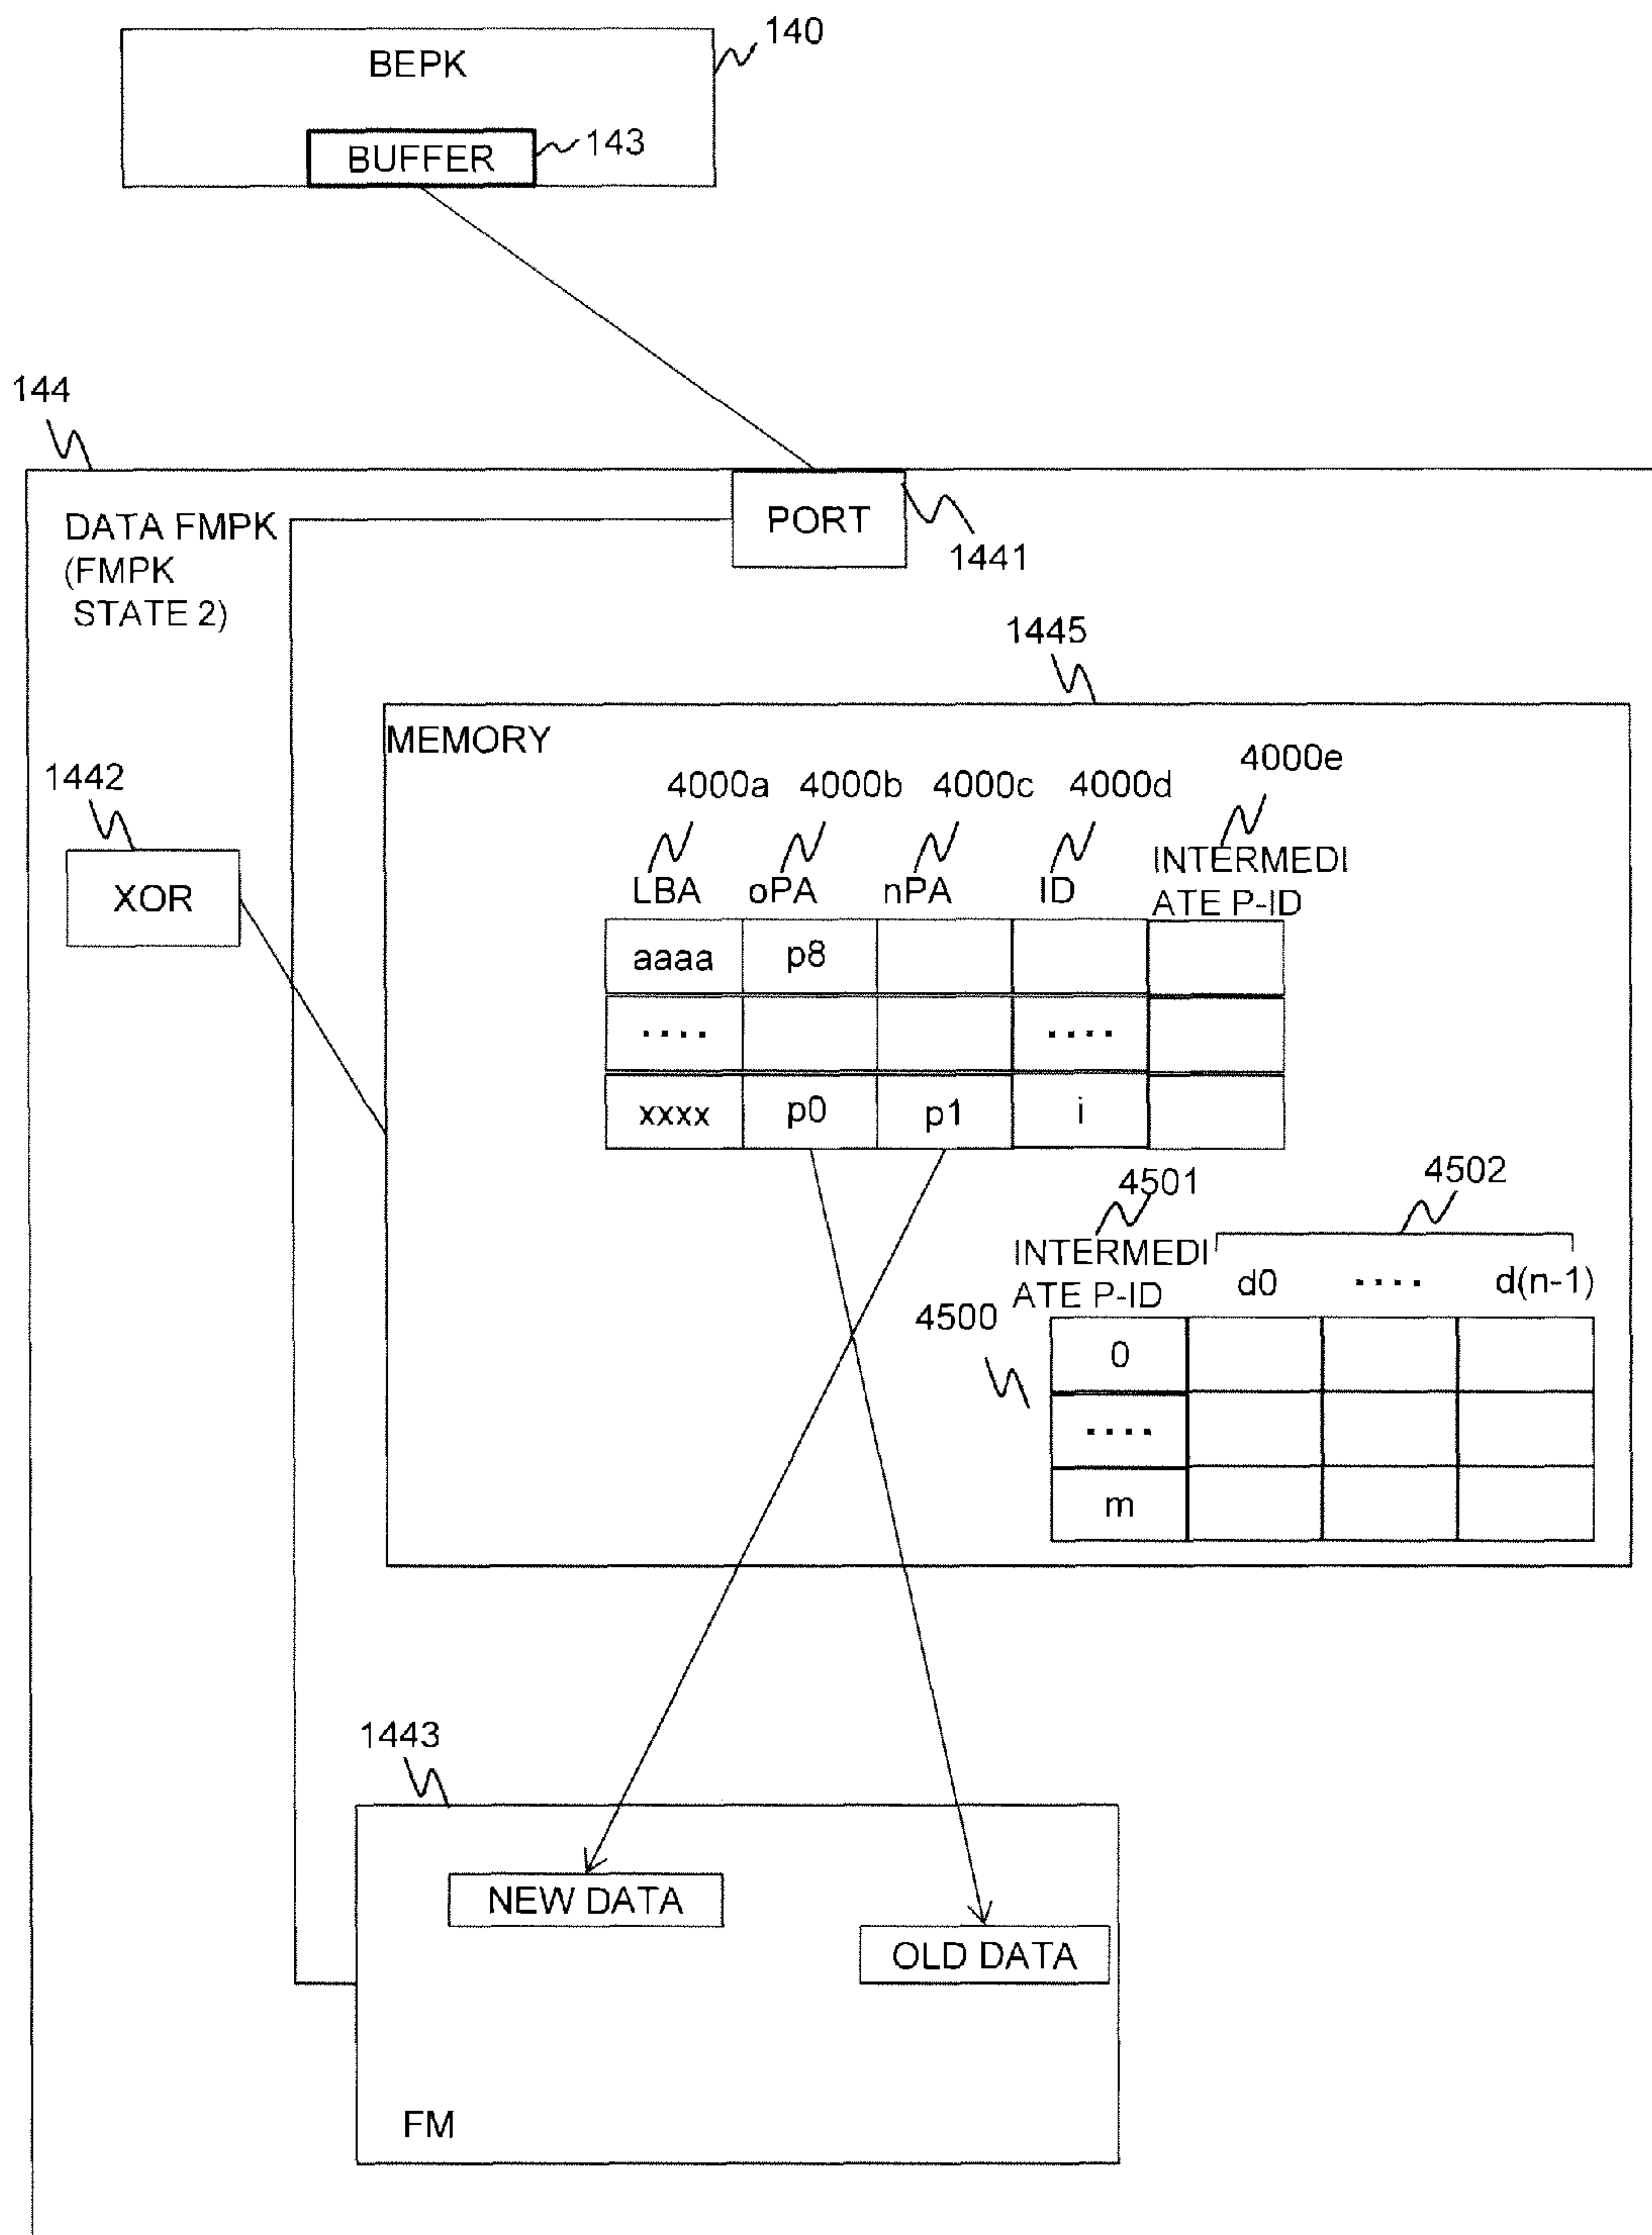 140
BEPK
BUFFER
143
144
DATA FMPK
(FMPK
STATE 2)
PORT
1441
1445
MEMORY
1442
XOR
4000a 4000b 4000c 4000d 4000e
LBA oPA nPA ID INTERMEDI
ATE P-ID
aaaa p8
.... ....
xxxx p0 p1 i
4501 4502
INTERMEDI
ATE P-ID d0 .... d(n-1)
4500
0
....
m
1443
NEW DATA
OLD DATA
FM